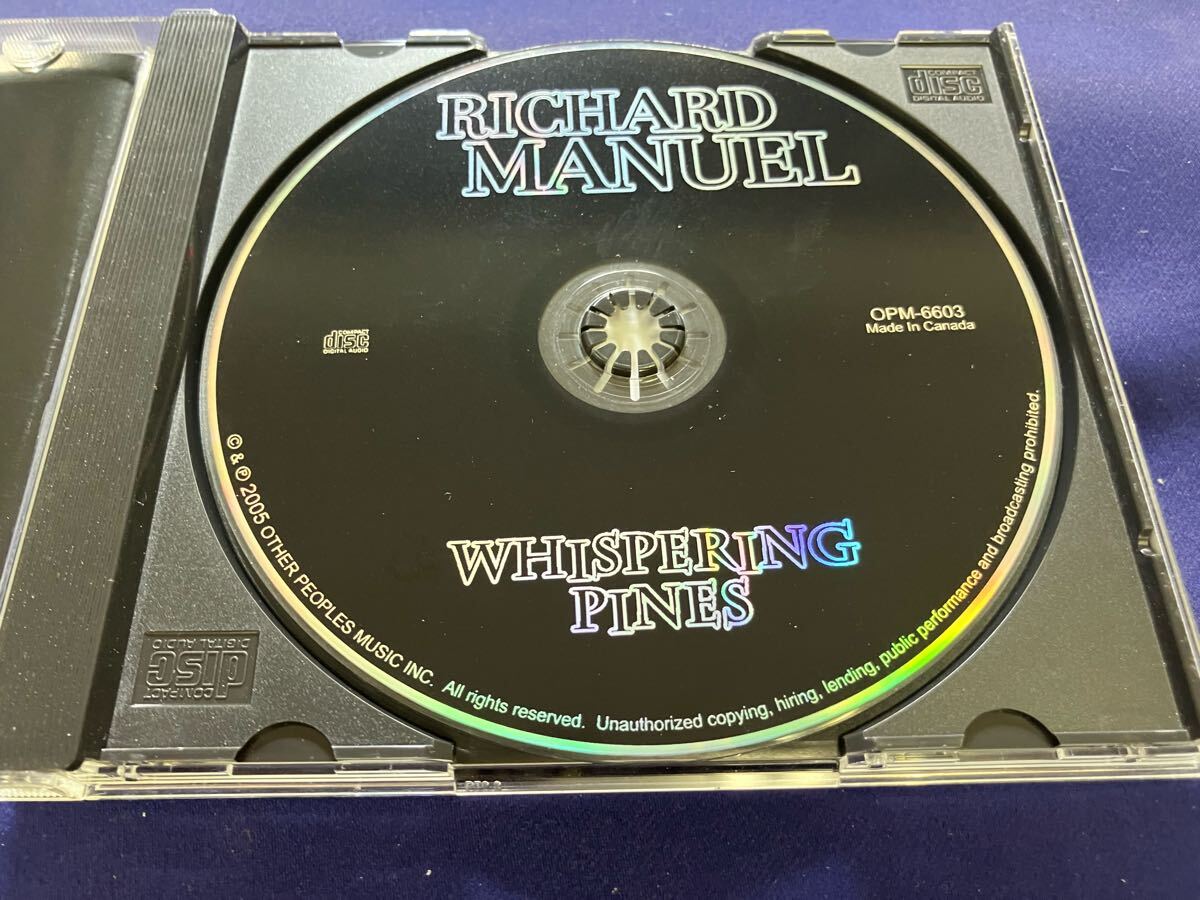 RICHARD
MANUEL
COMPACT
disc
DIGITAL AUDIO
OPM-6603
Made In Canada
COMPACT
disc
DIGITAL AUDIO
WHISPERING
PINES
© & ℗ 2005 OTHER PEOPLES MUSIC INC. All rights reserved. Unauthorized copying, hiring, lending, public performance and broadcasting prohibited.
COMPACT
disc
DIGITAL AUDIO